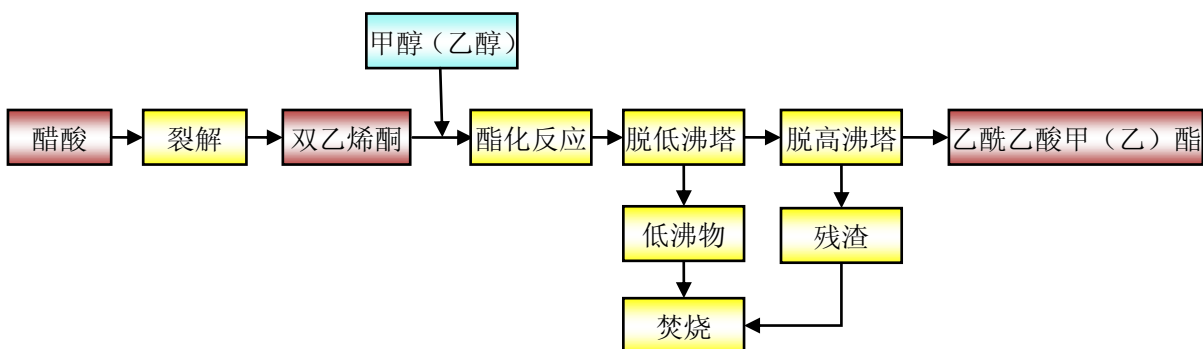 甲醇（乙醇）
醋酸
裂解
双乙烯酮
酯化反应
脱低沸塔
脱高沸塔
乙酰乙酸甲（乙）酯
低沸物
残渣
焚烧